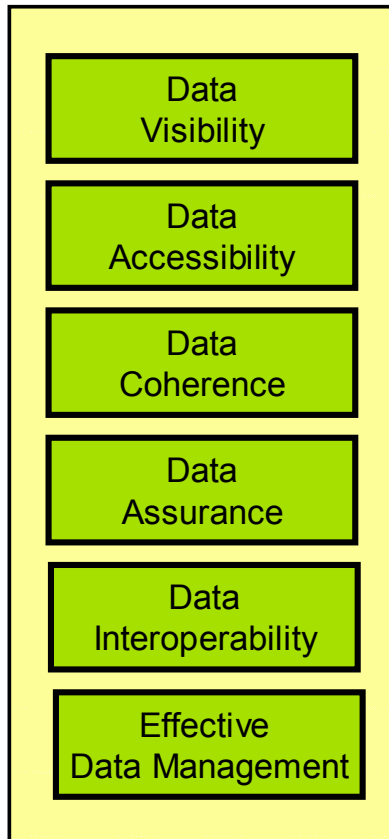 Data
Visibility
Data
Accessibility
Data
Coherence
Data
Assurance
Data
Interoperability
Effective
Data Management